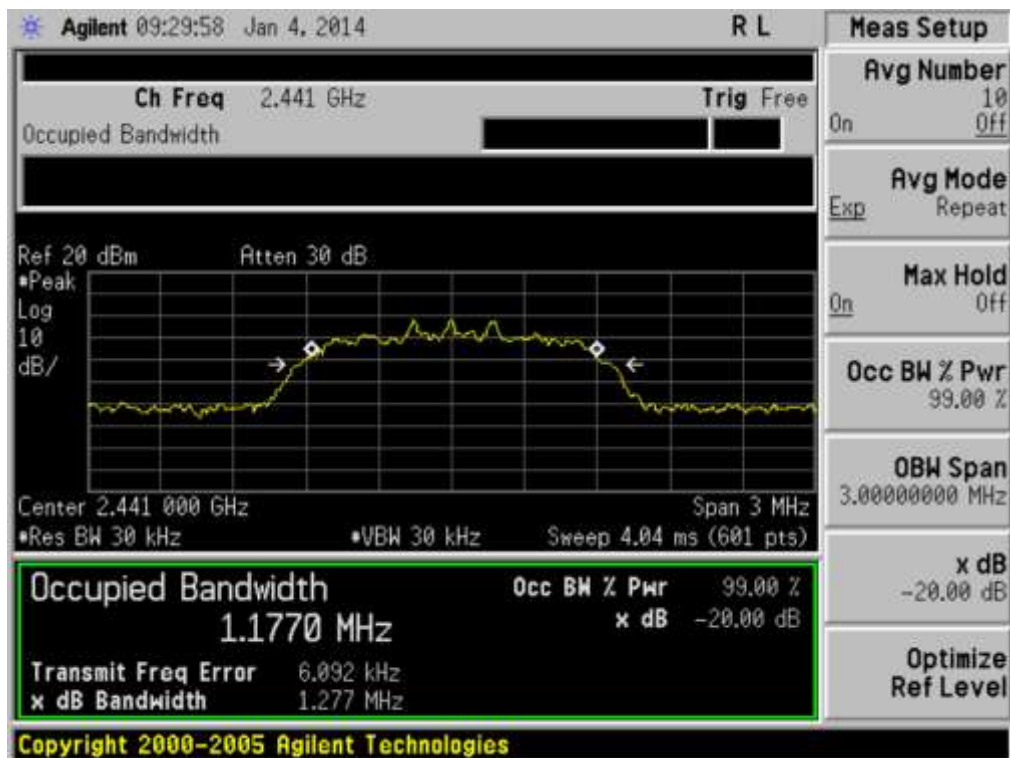 Agilent 09:29:58 Jan 4, 2014 R L
Ch Freq 2.441 GHz Trig Free
Occupied Bandwidth
Ref 20 dBm Atten 30 dB
*Peak
Log
10
dB/
Center 2.441 000 GHz Span 3 MHz
*Res BW 30 kHz *VBW 30 kHz Sweep 4.04 ms (601 pts)
Occupied Bandwidth Occ BW % Pwr 99.00 %
1.1770 MHz x dB -20.00 dB
Transmit Freq Error 6.092 kHz
x dB Bandwidth 1.277 MHz
Copyright 2000-2005 Agilent Technologies
Meas Setup
Avg Number
10
On Off
Avg Mode
Exp Repeat
Max Hold
On Off
Occ BW % Pwr
99.00 %
OBW Span
3.00000000 MHz
x dB
-20.00 dB
Optimize
Ref Level